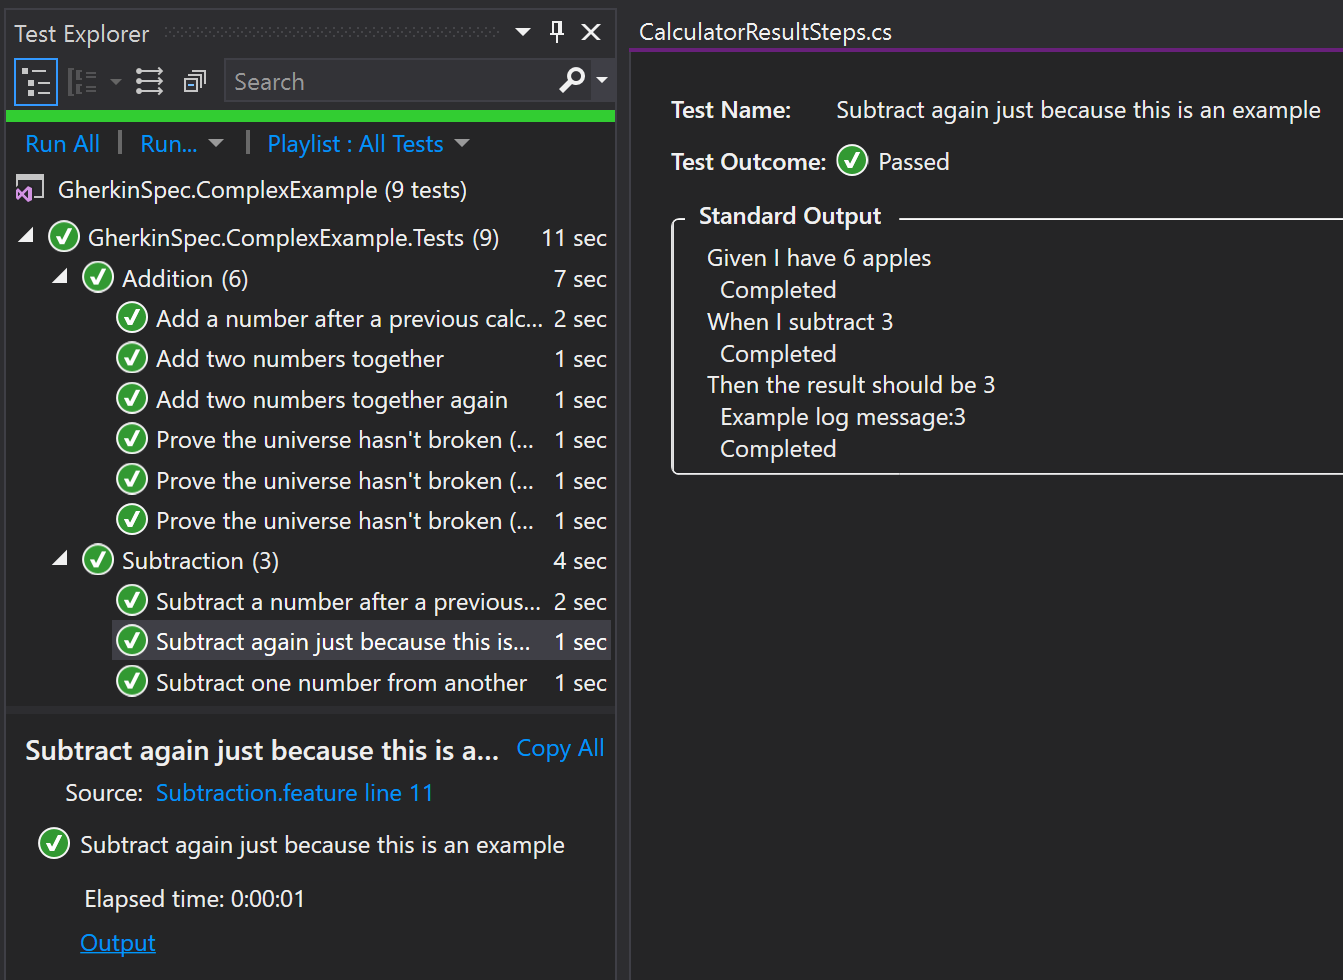 Test Explorer
Search
Run All | Run... | Playlist : All Tests
GherkinSpec.ComplexExample (9 tests)
GherkinSpec.ComplexExample.Tests (9) 11 sec
Addition (6) 7 sec
Add a number after a previous calc... 2 sec
Add two numbers together 1 sec
Add two numbers together again 1 sec
Prove the universe hasn't broken (... 1 sec
Prove the universe hasn't broken (... 1 sec
Prove the universe hasn't broken (... 1 sec
Subtraction (3) 4 sec
Subtract a number after a previous... 2 sec
Subtract again just because this is... 1 sec
Subtract one number from another 1 sec
Subtract again just because this is a... Copy All
Source: Subtraction.feature line 11
Subtract again just because this is an example
Elapsed time: 0:00:01
Output
CalculatorResultSteps.cs
Test Name: Subtract again just because this is an example
Test Outcome: Passed
Standard Output
Given I have 6 apples
Completed
When I subtract 3
Completed
Then the result should be 3
Example log message:3
Completed